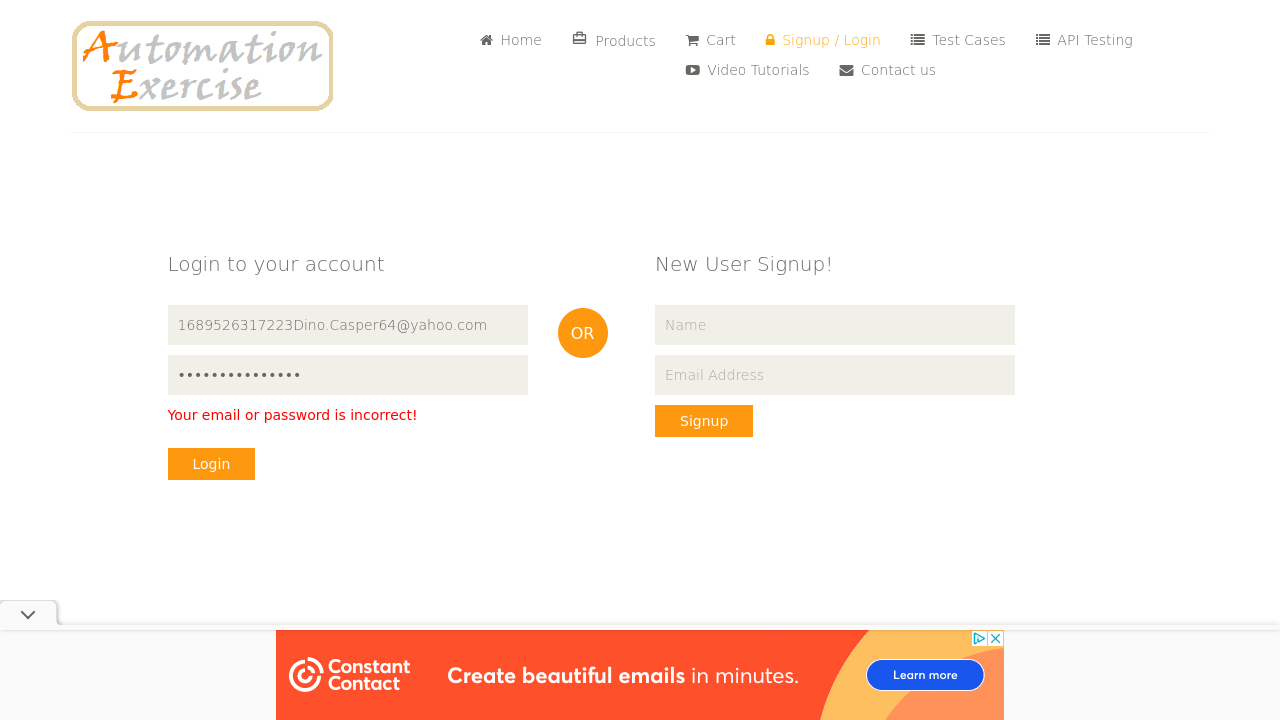 Automation
Exercise
Home
Products
Cart
Signup / Login
Test Cases
API Testing
Video Tutorials
Contact us
Login to your account
1689526317223Dino.Casper64@yahoo.com
•••••••••••••••
Your email or password is incorrect!
Login
OR
New User Signup!
Name
Email Address
Signup
Constant
Contact
Create beautiful emails in minutes.
Learn more